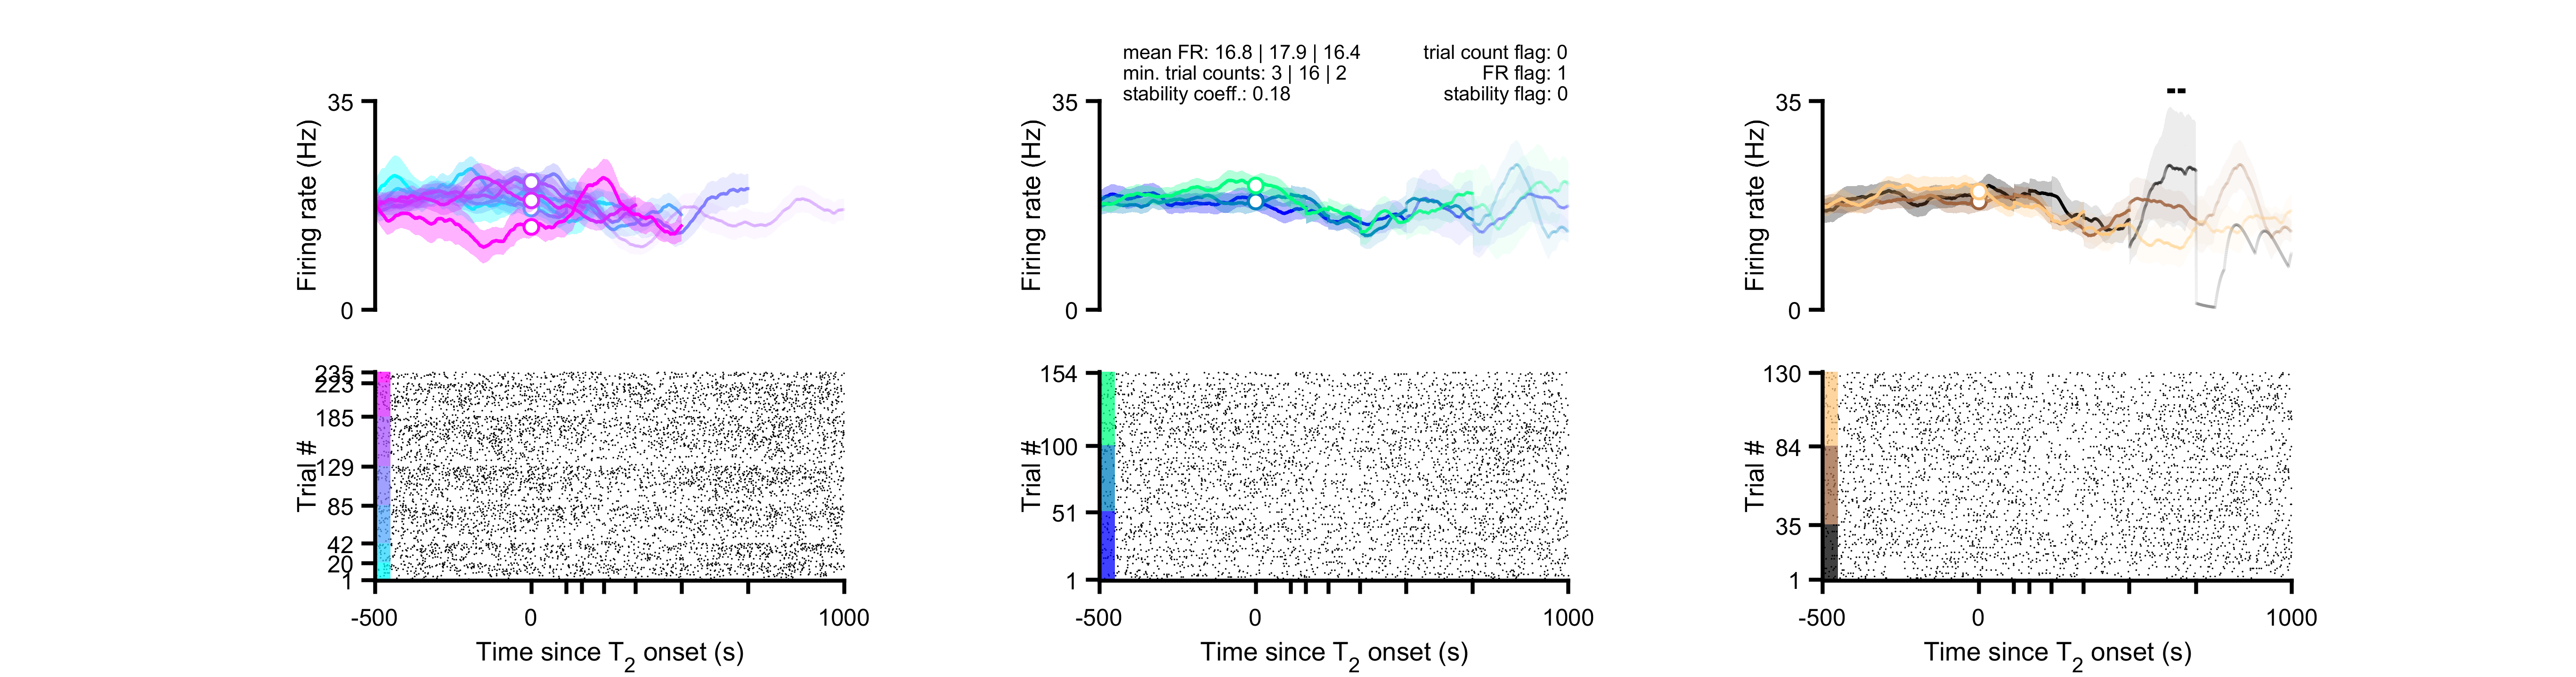 mean FR: 16.8 | 17.9 | 16.4
min. trial counts: 3 | 16 | 2
stability coeff.: 0.18
trial count flag: 0
FR flag: 1
stability flag: 0
35
Firing rate (Hz)
0
35
Firing rate (Hz)
0
35
Firing rate (Hz)
0
235
223
185
129
85
42
20
1
Trial #
-500
0
1000
Time since T2 onset (s)
154
100
51
1
Trial #
-500
0
1000
Time since T2 onset (s)
130
84
35
1
Trial #
-500
0
1000
Time since T2 onset (s)